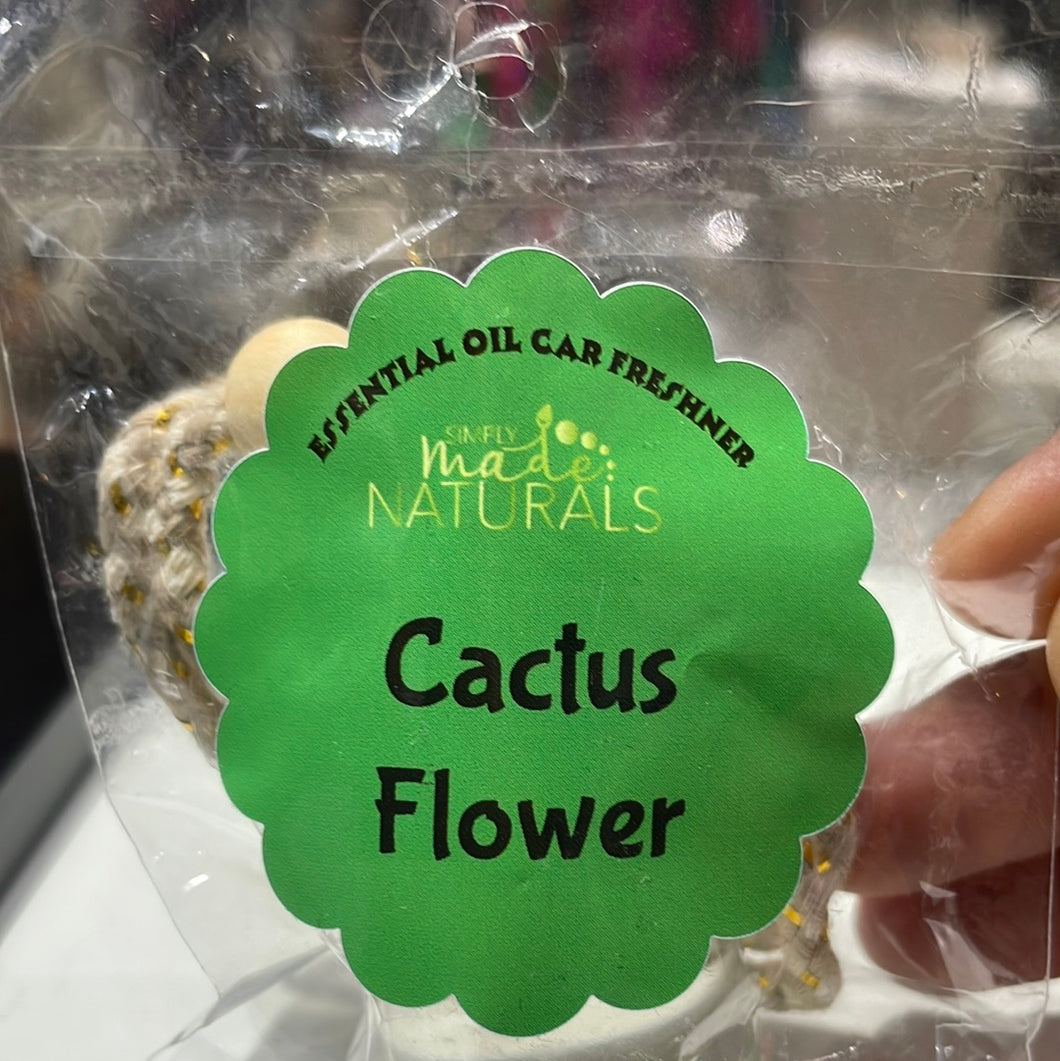 ESSENTIAL OIL CAR FRESHNER
SIMPLY
made
NATURALS
Cactus
Flower